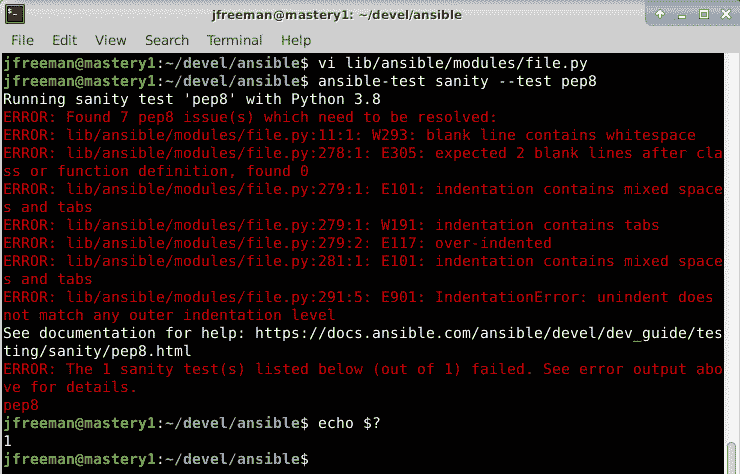 jfreeman@mastery1: ~/devel/ansible
File Edit View Search Terminal Help
jfreeman@mastery1:~/devel/ansible$ vi lib/ansible/modules/file.py
jfreeman@mastery1:~/devel/ansible$ ansible-test sanity --test pep8
Running sanity test 'pep8' with Python 3.8
ERROR: Found 7 pep8 issue(s) which need to be resolved:
ERROR: lib/ansible/modules/file.py:11:1: W293: blank line contains whitespace
ERROR: lib/ansible/modules/file.py:278:1: E305: expected 2 blank lines after cla
ss or function definition, found 0
ERROR: lib/ansible/modules/file.py:279:1: E101: indentation contains mixed space
s and tabs
ERROR: lib/ansible/modules/file.py:279:1: W191: indentation contains tabs
ERROR: lib/ansible/modules/file.py:279:2: E117: over-indented
ERROR: lib/ansible/modules/file.py:281:1: E101: indentation contains mixed space
s and tabs
ERROR: lib/ansible/modules/file.py:291:5: E901: IndentationError: unindent does
not match any outer indentation level
See documentation for help: https://docs.ansible.com/ansible/devel/dev_guide/tes
ting/sanity/pep8.html
ERROR: The 1 sanity test(s) listed below (out of 1) failed. See error output abo
ve for details.
pep8
jfreeman@mastery1:~/devel/ansible$ echo $?
1
jfreeman@mastery1:~/devel/ansible$